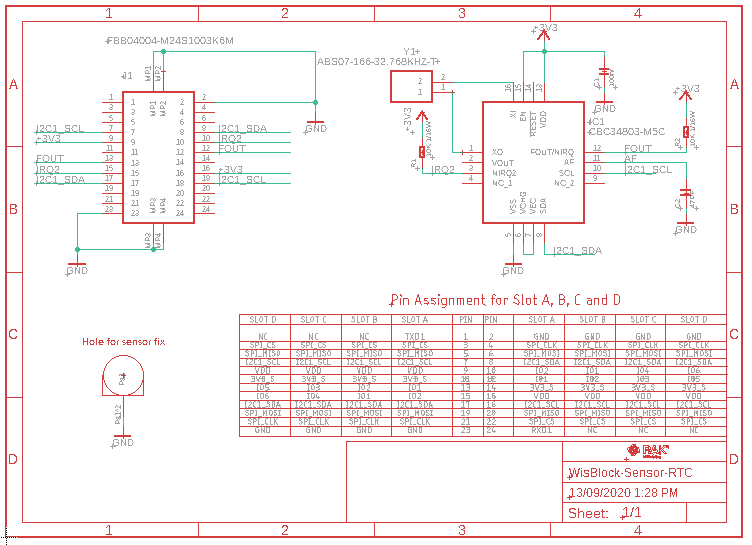 1 2 3 4
A A
B B
C C
D D
FBB04004-M24S1003K6M
J1
MP1
MP2
MP1
MP2
1 2
3 4
5 6
7 8
9 10
11 12
13 14
15 16
17 18
19 20
21 22
23 24
I2C1_SCL
+3V3
FOUT
IRQ2
I2C1_SDA
I2C1_SDA
IRQ2
FOUT
+3V3
I2C1_SCL
MP3
MP4
MP3
MP4
GND
GND
Y1
ABS07-166-32.768KHZ-T
2
1
+3V3
R1
10K 1/16W
IRQ2
+3V3
16 15 14 13
XI
EN
RESET
VDD
IC1
CBC34803-M5C
1 XO
2 VOUT
3 NIRQ2
4 NC_1
FOUT/NIRQ 12
AF 11
SCL 10
NC_2 9
VSS
VCHG
VEC
SDA
5 6 7 8
GND
I2C1_SDA
FOUT
AF
I2C1_SCL
C1
GND
+3V3
R2
10K 1/16W
C2
GND
Hole for sensor fix
GND
Pin Assignment for Slot A, B, C and D
SLOT D SLOT C SLOT B SLOT A PIN PIN SLOT A SLOT B SLOT C SLOT D
NC NC NC TXD1 1 2 GND GND GND GND
SPI_CS SPI_CS SPI_CS SPI_CS 3 4 SPI_CLK SPI_CLK SPI_CLK SPI_CLK
SPI_MISO SPI_MISO SPI_MISO SPI_MISO 5 6 SPI_MOSI SPI_MOSI SPI_MOSI SPI_MOSI
I2C1_SCL I2C1_SCL I2C1_SCL I2C1_SCL 7 8 I2C1_SDA I2C1_SDA I2C1_SDA I2C1_SDA
VDD VDD VDD VDD 9 10 IO2 IO1 IO4 IO6
3V3_S 3V3_S 3V3_S 3V3_S 11 12 IO1 IO2 IO3 IO5
IO5 IO3 IO2 IO1 13 14 3V3_S 3V3_S 3V3_S 3V3_S
IO6 IO4 IO1 IO2 15 16 VDD VDD VDD VDD
I2C1_SDA I2C1_SDA I2C1_SDA I2C1_SDA 17 18 I2C1_SCL I2C1_SCL I2C1_SCL I2C1_SCL
SPI_MOSI SPI_MOSI SPI_MOSI SPI_MOSI 19 20 SPI_MISO SPI_MISO SPI_MISO SPI_MISO
SPI_CLK SPI_CLK SPI_CLK SPI_CLK 21 22 SPI_CS SPI_CS SPI_CS SPI_CS
GND GND GND GND 23 24 RXD1 NC NC NC
RAK
WisBlock-Sensor-RTC
13/09/2020 1:28 PM
Sheet: 1/1
1 2 3 4